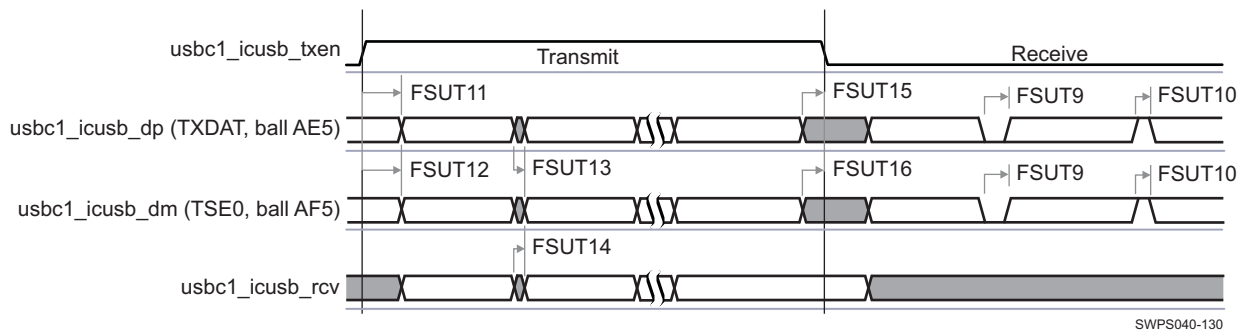 usbc1_icusb_txen
Transmit
Receive
FSUT11
FSUT15
FSUT9
FSUT10
usbc1_icusb_dp (TXDAT, ball AE5)
FSUT12
FSUT13
FSUT16
FSUT9
FSUT10
usbc1_icusb_dm (TSE0, ball AF5)
FSUT14
usbc1_icusb_rcv
SWPS040-130